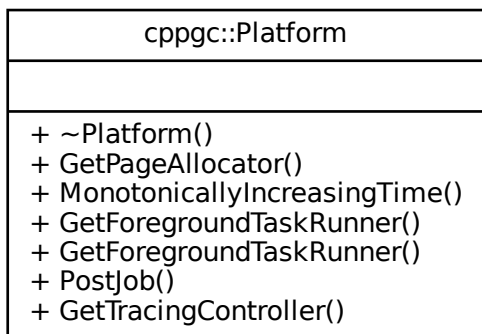 cppgc::Platform
+ ~Platform()
+ GetPageAllocator()
+ MonotonicallyIncreasingTime()
+ GetForegroundTaskRunner()
+ GetForegroundTaskRunner()
+ PostJob()
+ GetTracingController()